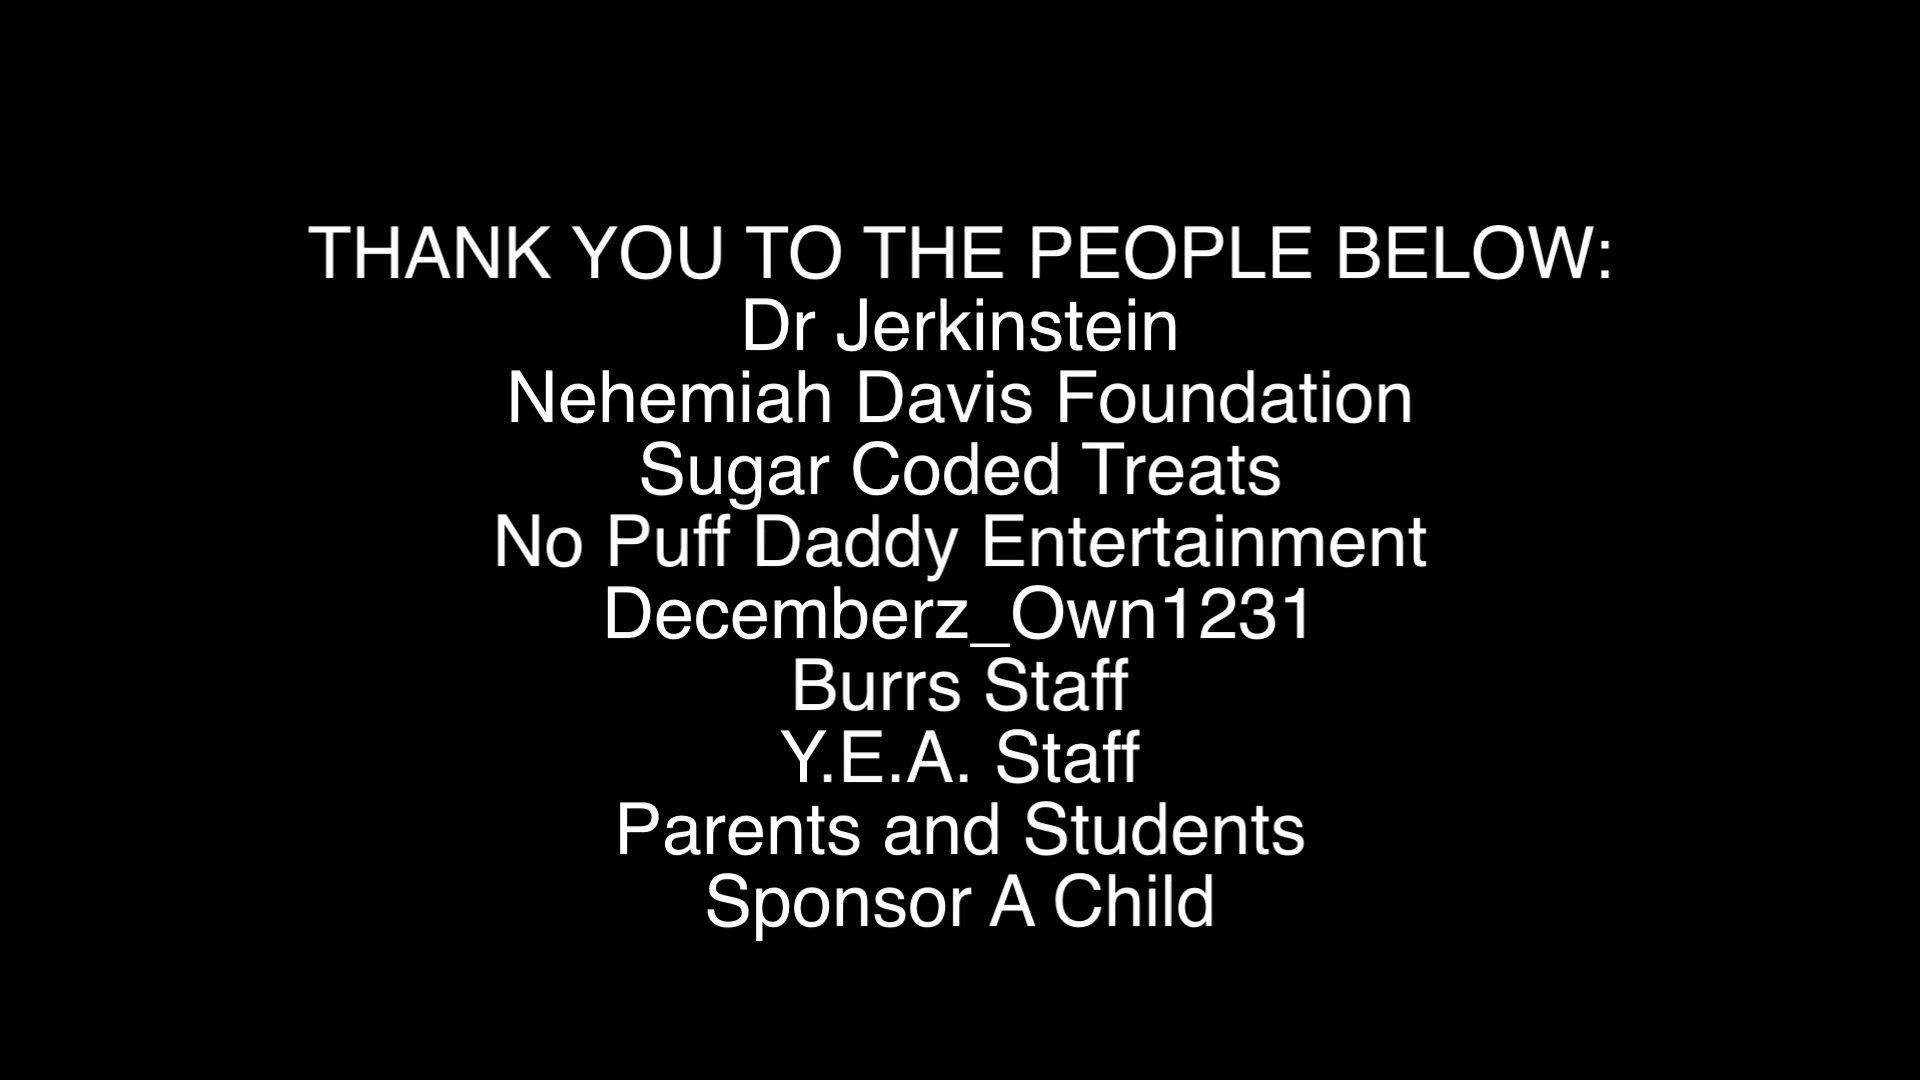 THANK YOU TO THE PEOPLE BELOW:
Dr Jerkinstein
Nehemiah Davis Foundation
Sugar Coded Treats
No Puff Daddy Entertainment
Decemberz_Own1231
Burrs Staff
Y.E.A. Staff
Parents and Students
Sponsor A Child